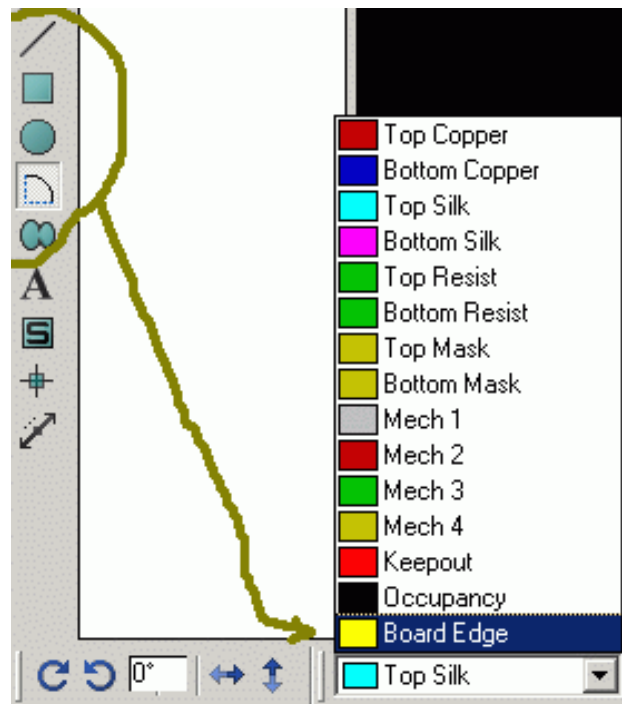 Top Copper
Bottom Copper
Top Silk
Bottom Silk
Top Resist
Bottom Resist
Top Mask
Bottom Mask
Mech 1
Mech 2
Mech 3
Mech 4
Keepout
Occupancy
Board Edge
A
S
0°
Top Silk